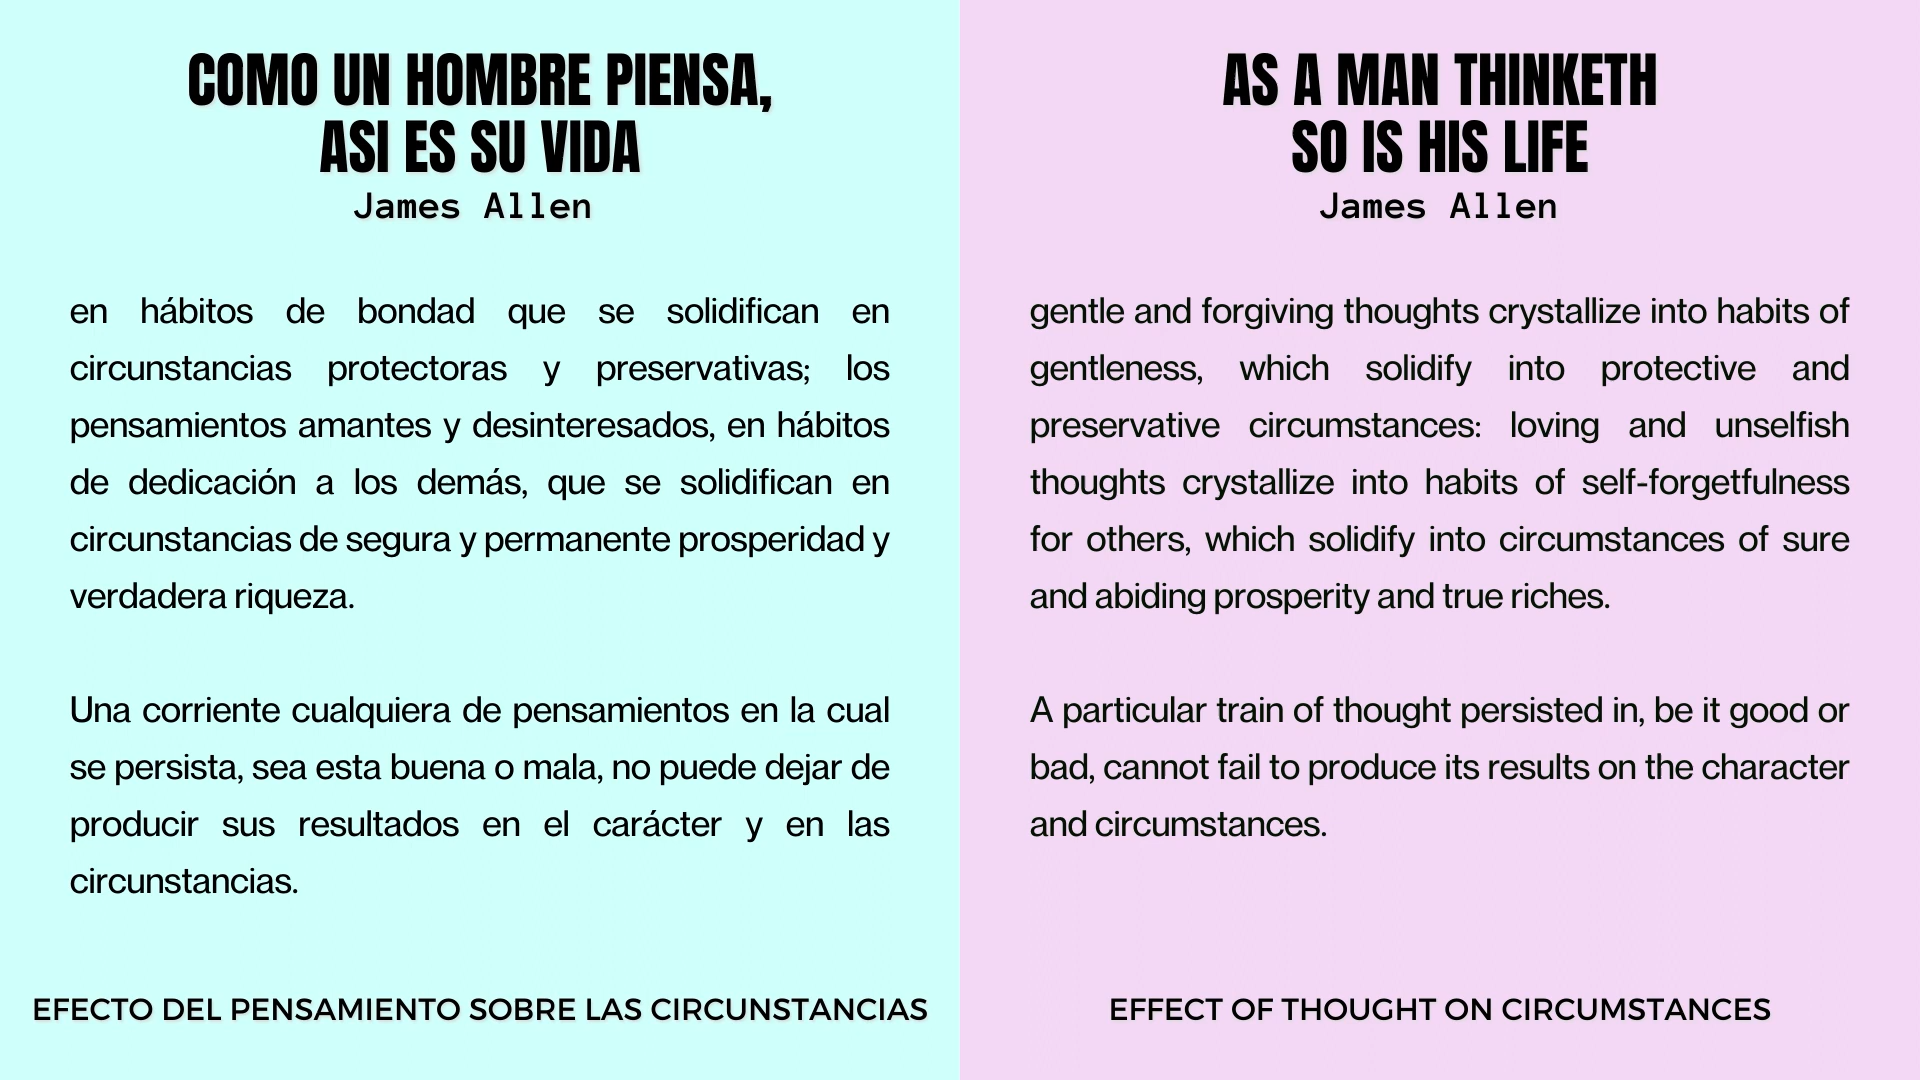 COMO UN HOMBRE PIENSA,
ASI ES SU VIDA
James Allen
en hábitos de bondad que se solidifican en
circunstancias protectoras y preservativas; los
pensamientos amantes y desinteresados, en hábitos
de dedicación a los demás, que se solidifican en
circunstancias de segura y permanente prosperidad y
verdadera riqueza.
Una corriente cualquiera de pensamientos en la cual
se persista, sea esta buena o mala, no puede dejar de
producir sus resultados en el carácter y en las
circunstancias.
EFECTO DEL PENSAMIENTO SOBRE LAS CIRCUNSTANCIAS
AS A MAN THINKETH
SO IS HIS LIFE
James Allen
gentle and forgiving thoughts crystallize into habits of
gentleness, which solidify into protective and
preservative circumstances: loving and unselfish
thoughts crystallize into habits of self-forgetfulness
for others, which solidify into circumstances of sure
and abiding prosperity and true riches.
A particular train of thought persisted in, be it good or
bad, cannot fail to produce its results on the character
and circumstances.
EFFECT OF THOUGHT ON CIRCUMSTANCES